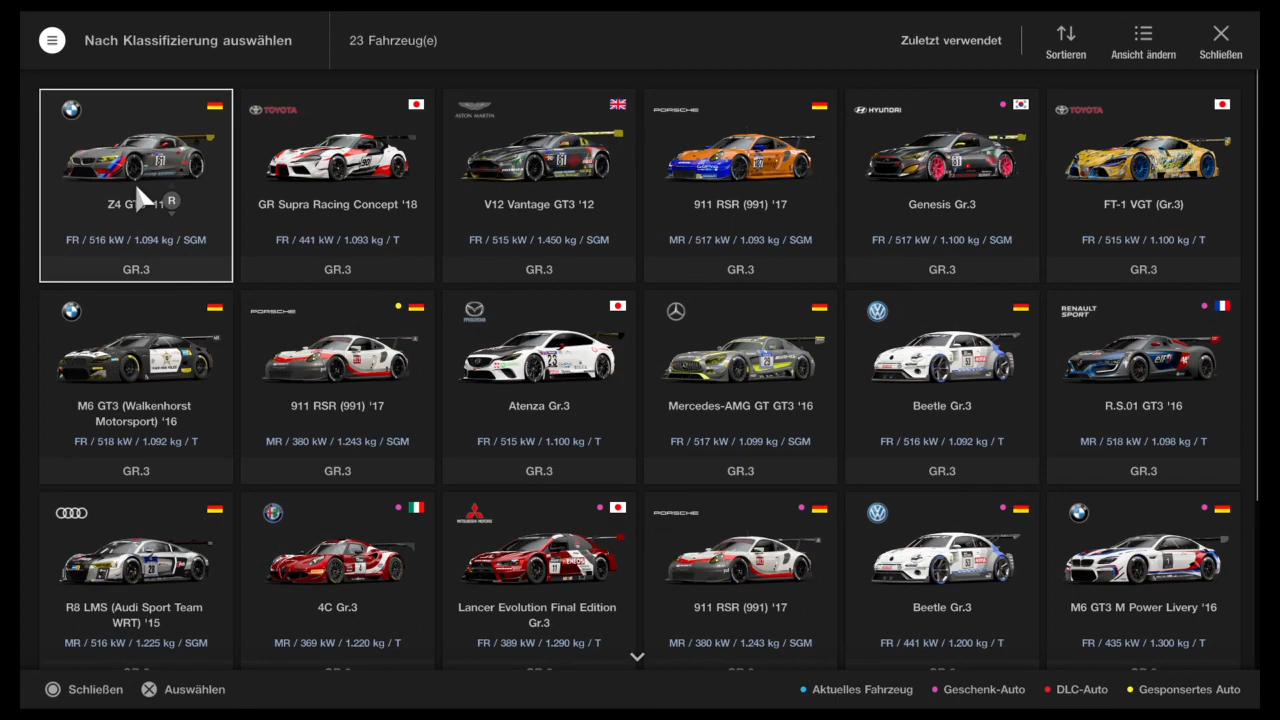 Nach Klassifizierung auswählen
23 Fahrzeug(e)
Zuletzt verwendet
Sortieren
Ansicht ändern
Schließen
TOYOTA
ASTON MARTIN
PORSCHE
HYUNDAI
TOYOTA
R
GR Supra Racing Concept '18
V12 Vantage GT3 '12
911 RSR (991) '17
Genesis Gr.3
FT-1 VGT (Gr.3)
FR / 516 kW / 1.094 kg / SGM
FR / 441 kW / 1.093 kg / T
FR / 515 kW / 1.450 kg / SGM
MR / 517 kW / 1.093 kg / SGM
FR / 517 kW / 1.100 kg / SGM
FR / 515 kW / 1.100 kg / T
GR.3
GR.3
GR.3
GR.3
GR.3
GR.3
PORSCHE
mazda
RENAULT
SPORT
M6 GT3 (Walkenhorst
Motorsport) '16
911 RSR (991) '17
Atenza Gr.3
Mercedes-AMG GT GT3 '16
Beetle Gr.3
R.S.01 GT3 '16
FR / 518 kW / 1.092 kg / T
MR / 380 kW / 1.243 kg / SGM
FR / 515 kW / 1.100 kg / T
FR / 517 kW / 1.099 kg / SGM
FR / 516 kW / 1.092 kg / T
MR / 518 kW / 1.098 kg / T
GR.3
GR.3
GR.3
GR.3
GR.3
GR.3
MITSUBISHI MOTORS
PORSCHE
R8 LMS (Audi Sport Team
WRT) '15
4C Gr.3
Lancer Evolution Final Edition
Gr.3
911 RSR (991) '17
Beetle Gr.3
M6 GT3 M Power Livery '16
MR / 516 kW / 1.225 kg / SGM
MR / 369 kW / 1.220 kg / T
FR / 389 kW / 1.290 kg / T
MR / 380 kW / 1.243 kg / SGM
FR / 441 kW / 1.200 kg / T
FR / 435 kW / 1.300 kg / T
Schließen
Auswählen
Aktuelles Fahrzeug
Geschenk-Auto
DLC-Auto
Gesponsertes Auto